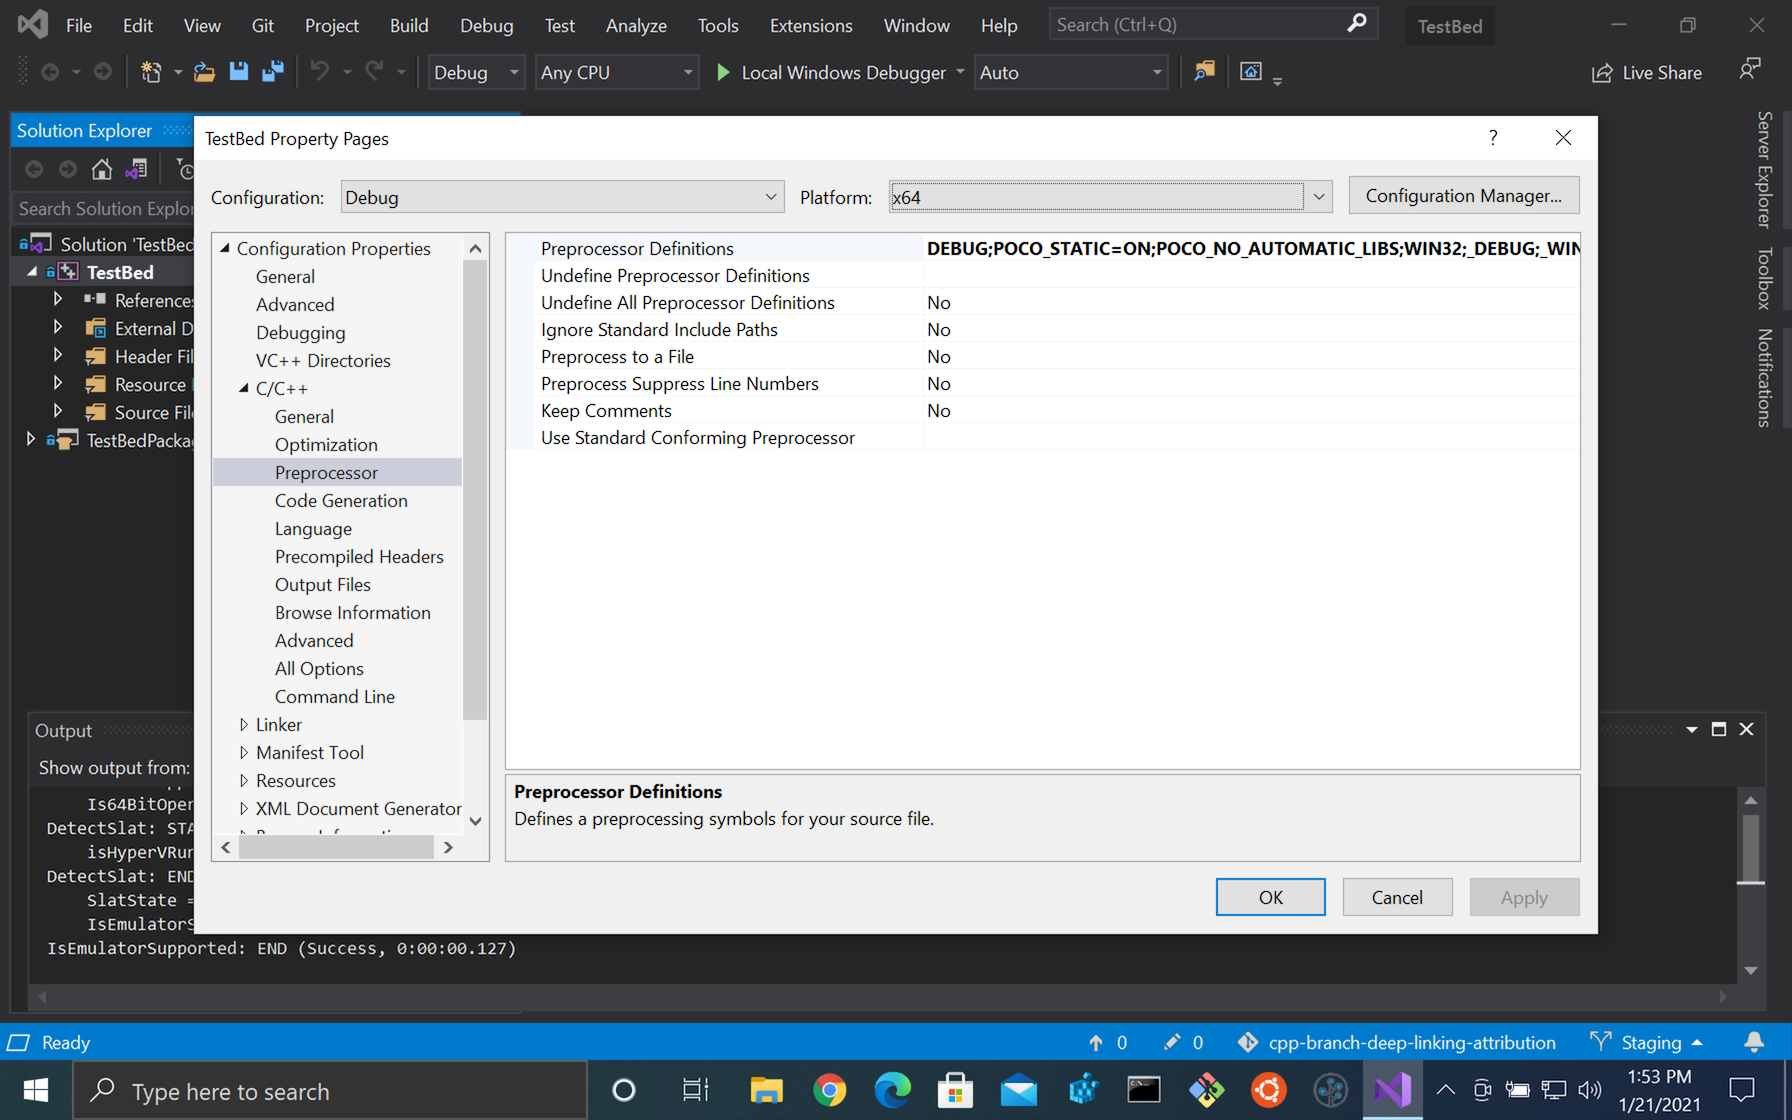 File Edit View Git Project Build Debug Test Analyze Tools Extensions Window Help Search (Ctrl+Q) TestBed
Debug Any CPU Local Windows Debugger Auto Live Share
Solution Explorer
Search Solution Explor
Solution 'TestBed
TestBed
References
External D
Header Fil
Resource
Source File
TestBedPacka
TestBed Property Pages ?
Configuration: Debug Platform: x64 Configuration Manager...
Configuration Properties
General
Advanced
Debugging
VC++ Directories
C/C++
General
Optimization
Preprocessor
Code Generation
Language
Precompiled Headers
Output Files
Browse Information
Advanced
All Options
Command Line
Linker
Manifest Tool
Resources
XML Document Generator
Preprocessor Definitions DEBUG;POCO_STATIC=ON;POCO_NO_AUTOMATIC_LIBS;WIN32;_DEBUG;_WIN
Undefine Preprocessor Definitions
Undefine All Preprocessor Definitions No
Ignore Standard Include Paths No
Preprocess to a File No
Preprocess Suppress Line Numbers No
Keep Comments No
Use Standard Conforming Preprocessor
Preprocessor Definitions
Defines a preprocessing symbols for your source file.
OK Cancel Apply
Server Explorer
Toolbox
Notifications
Output
Show output from:
Is64BitOper
DetectSlat: STA
isHyperVRun
DetectSlat: END
SlatState =
IsEmulatorS
IsEmulatorSupported: END (Success, 0:00:00.127)
Ready 0 0 cpp-branch-deep-linking-attribution Staging
Type here to search
1:53 PM
1/21/2021